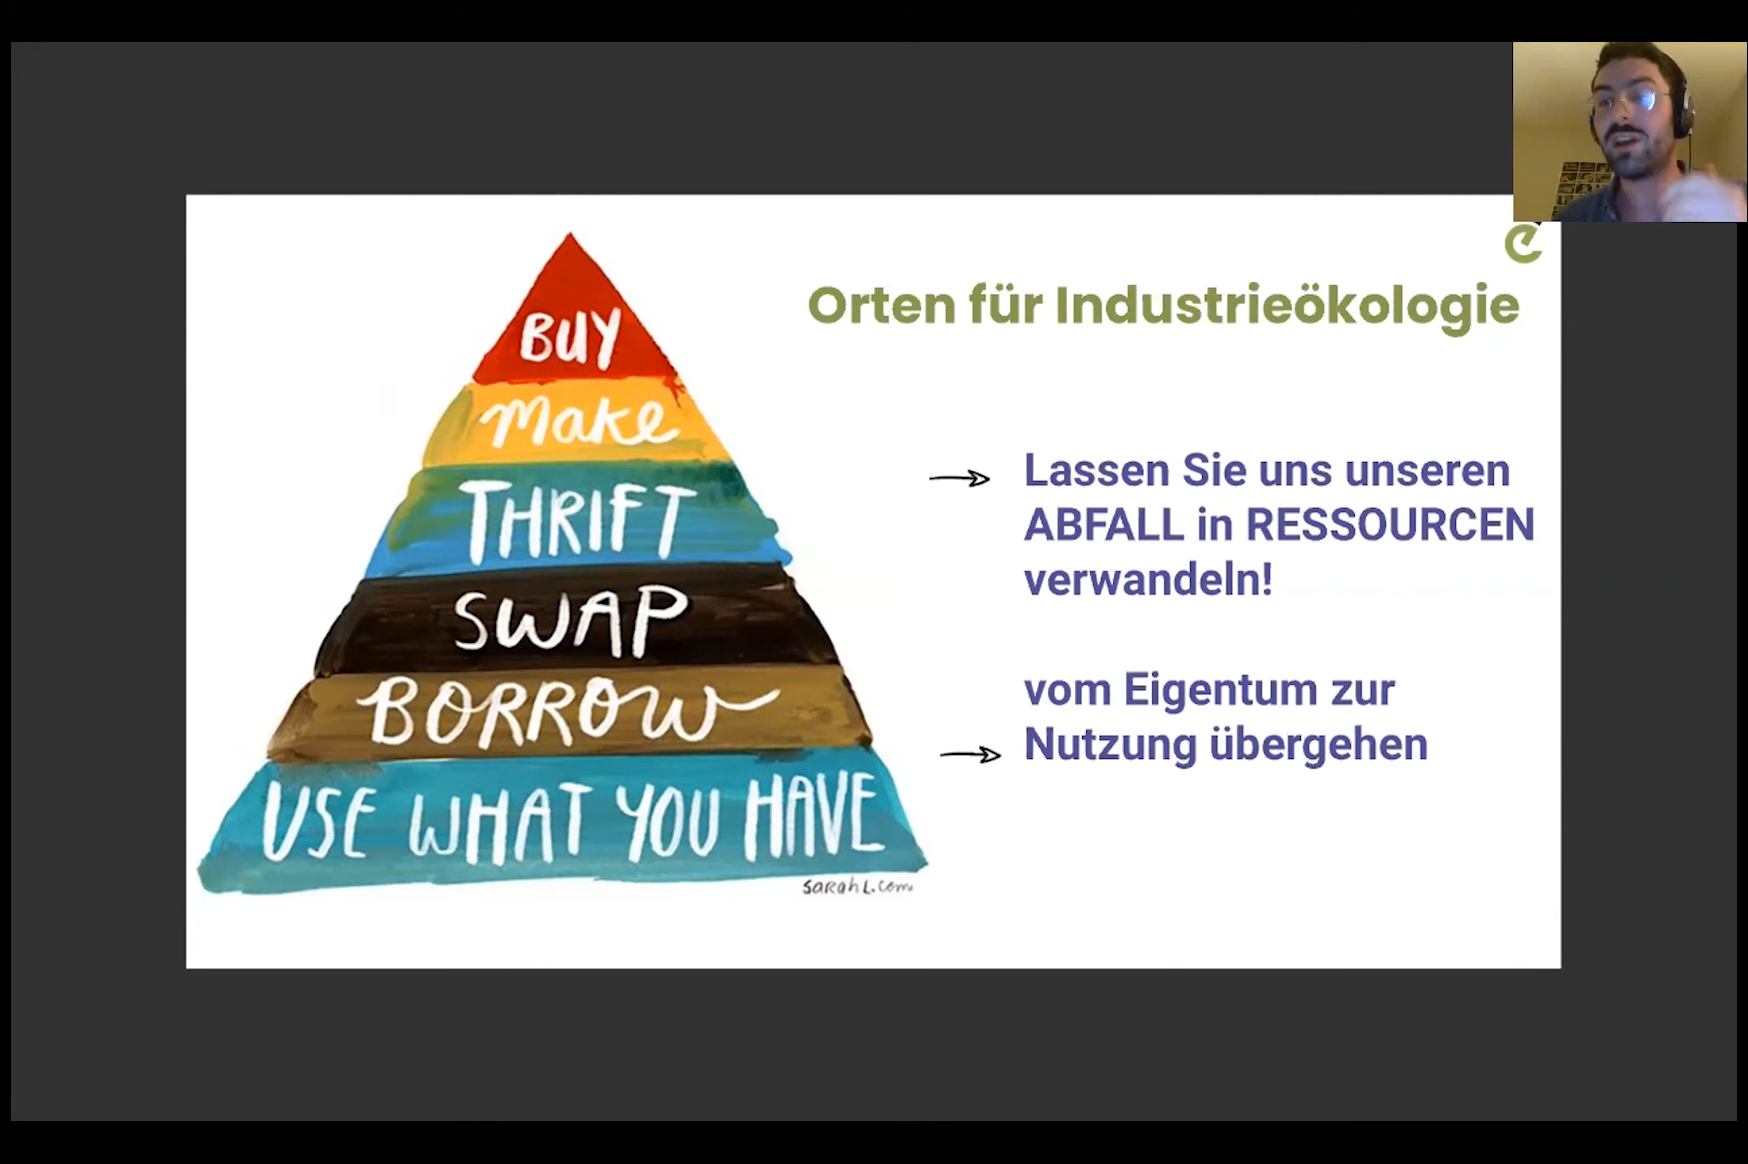 BUY
make
THRIFT
SWAP
BORROW
USE WHAT YOU HAVE
sarahL.com
Orten für Industrieökologie
Lassen Sie uns unseren
ABFALL in RESSOURCEN
verwandeln!
vom Eigentum zur
Nutzung übergehen